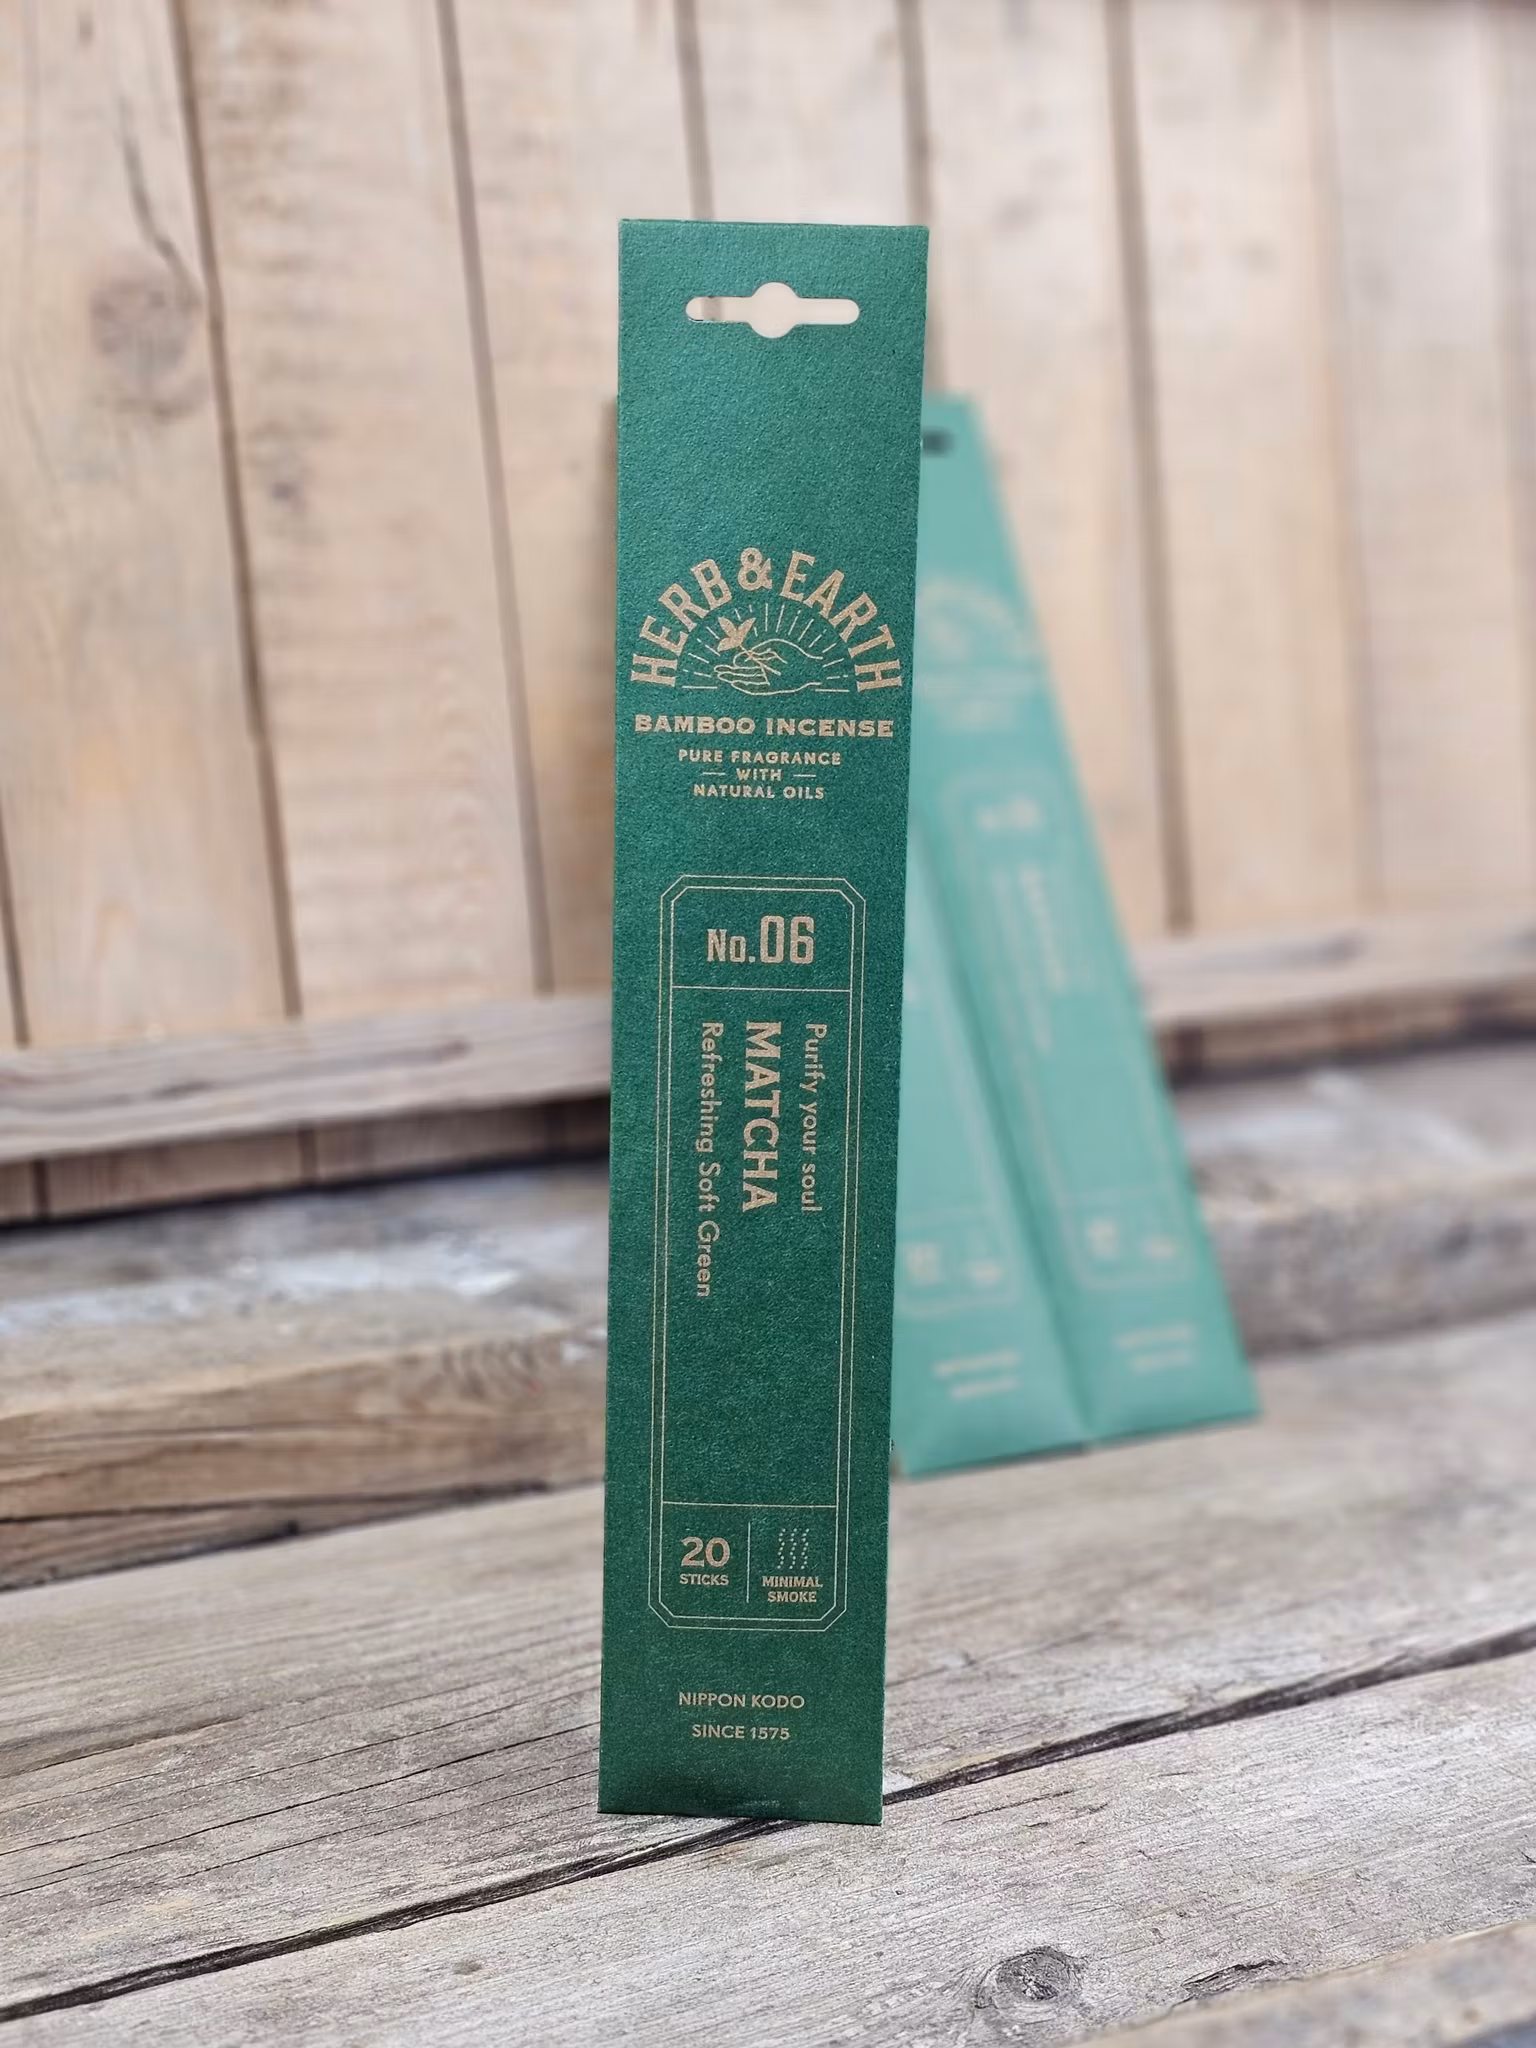 HERB & EARTH
BAMBOO INCENSE
PURE FRAGRANCE
WITH
NATURAL OILS
No.06
Purify your soul
MATCHA
Refreshing Soft Green
20
STICKS
MINIMAL
SMOKE
NIPPON KODO
SINCE 1575